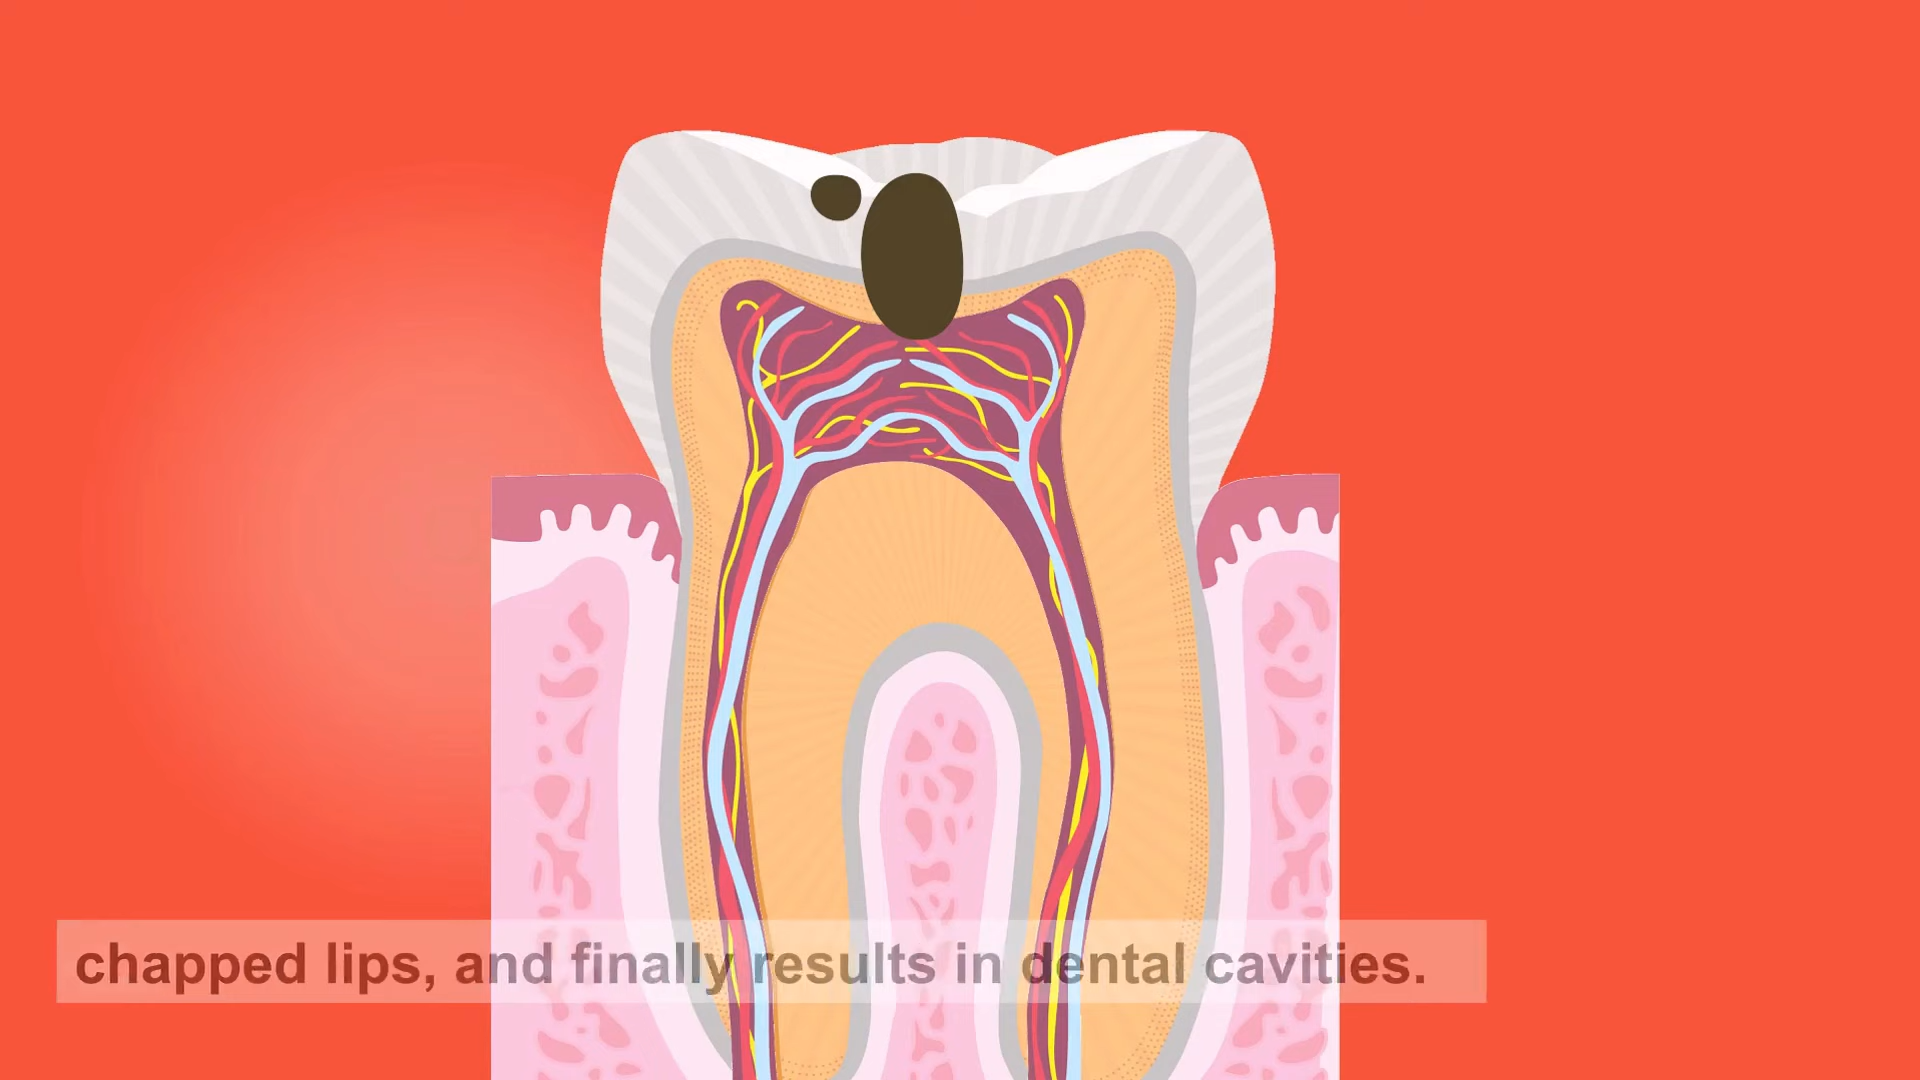 chapped lips, and finally results in dental cavities.